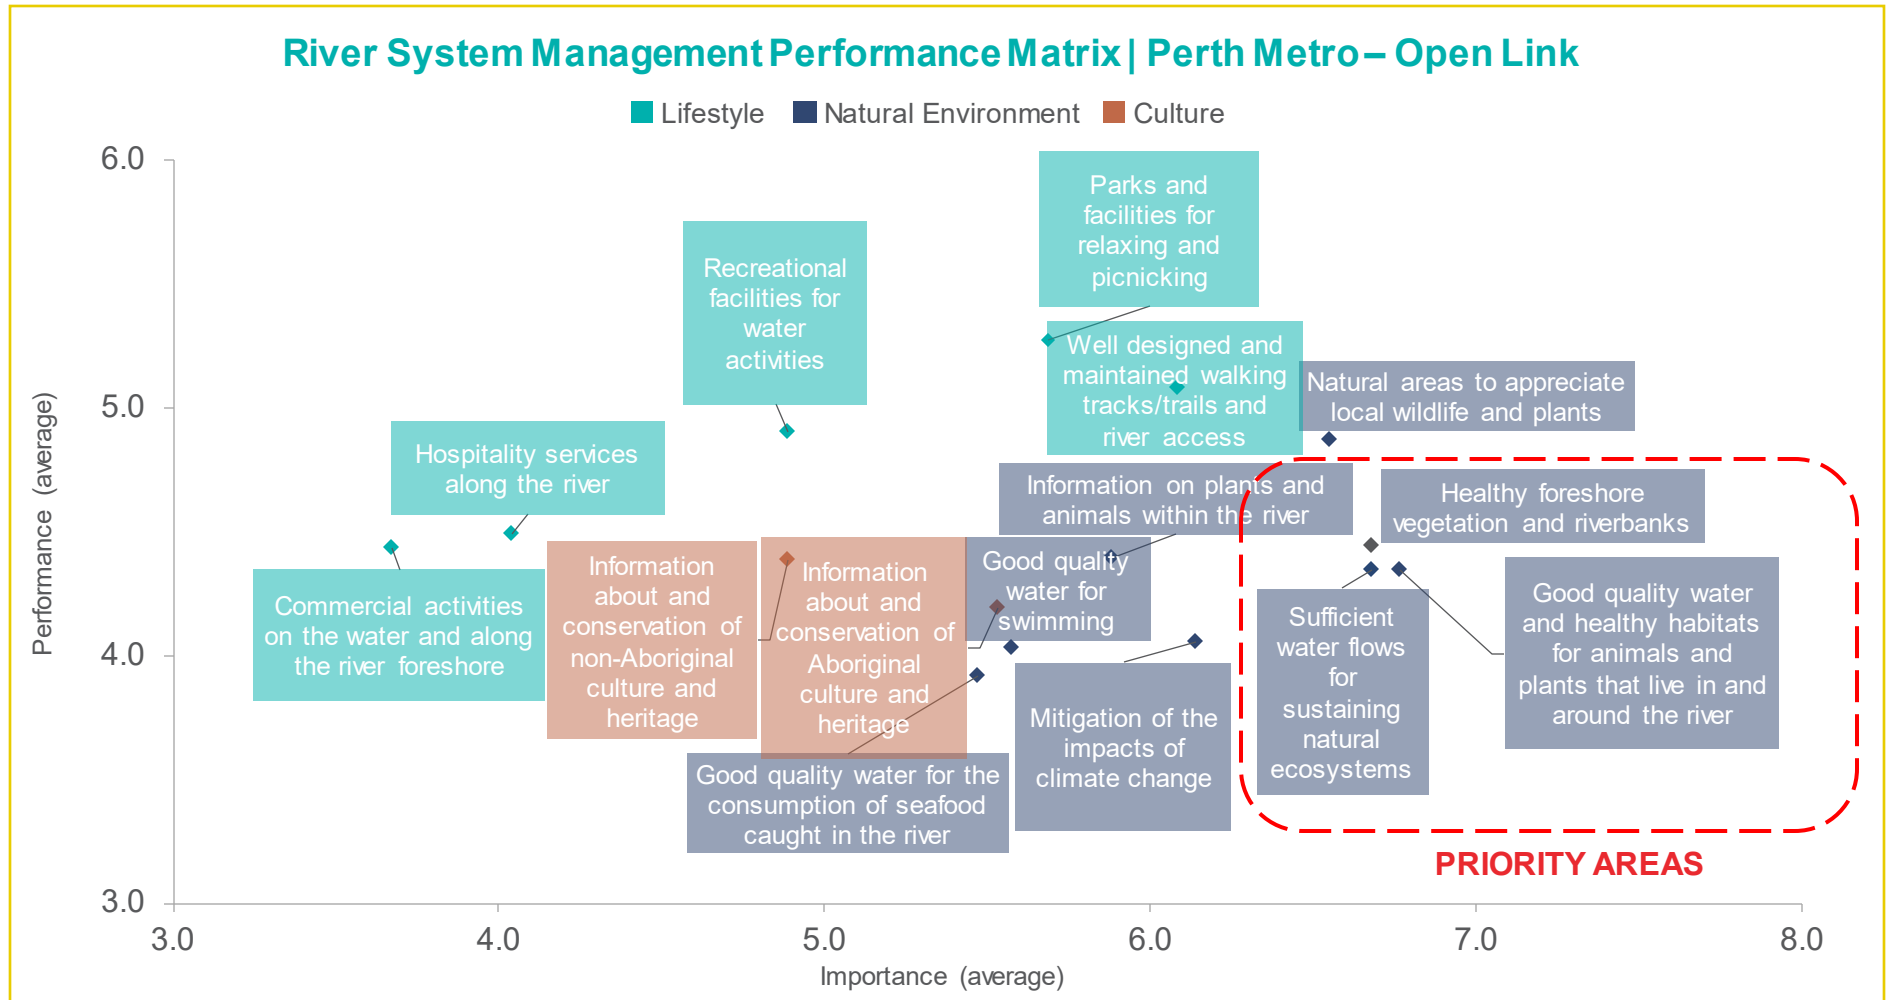 River System Management Performance Matrix | Perth Metro – Open Link
Lifestyle
Natural Environment
Culture
6.0
5.0
4.0
3.0
Performance (average)
Parks and
facilities for
relaxing and
picnicking
Recreational
facilities for
water
activities
Well designed and
maintained walking
tracks/trails and
river access
Natural areas to appreciate
local wildlife and plants
Hospitality services
along the river
Information on plants and
animals within the river
Healthy foreshore
vegetation and riverbanks
Commercial activities
on the water and along
the river foreshore
Information
about and
conservation of
non-Aboriginal
culture and
heritage
Information
about and
conservation of
Aboriginal
culture and
heritage
Good quality
water for
swimming
Sufficient
water flows
for
sustaining
natural
ecosystems
Good quality water
and healthy habitats
for animals and
plants that live in and
around the river
Mitigation of the
impacts of
climate change
Good quality water for the
consumption of seafood
caught in the river
PRIORITY AREAS
3.0
4.0
5.0
6.0
7.0
8.0
Importance (average)